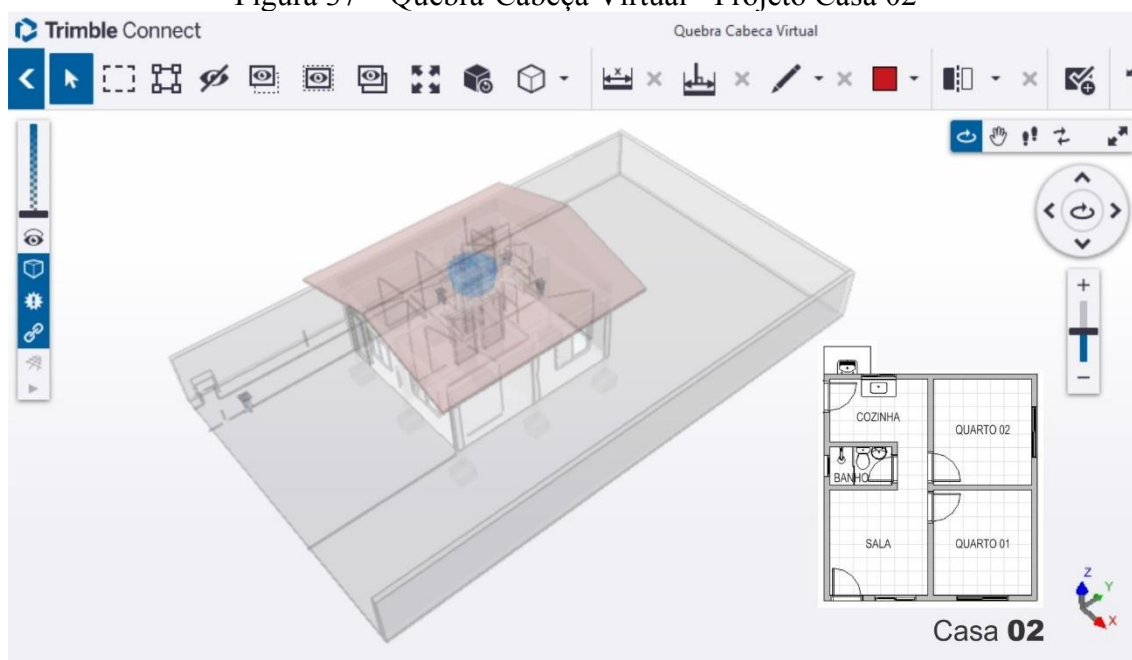 Figura 37 – Quebra-Cabeça Virtual - Projeto Casa 02
Trimble Connect
Quebra Cabeca Virtual
COZINHA
QUARTO 02
BANHO
SALA
QUARTO 01
Casa 02
Z
Y
X